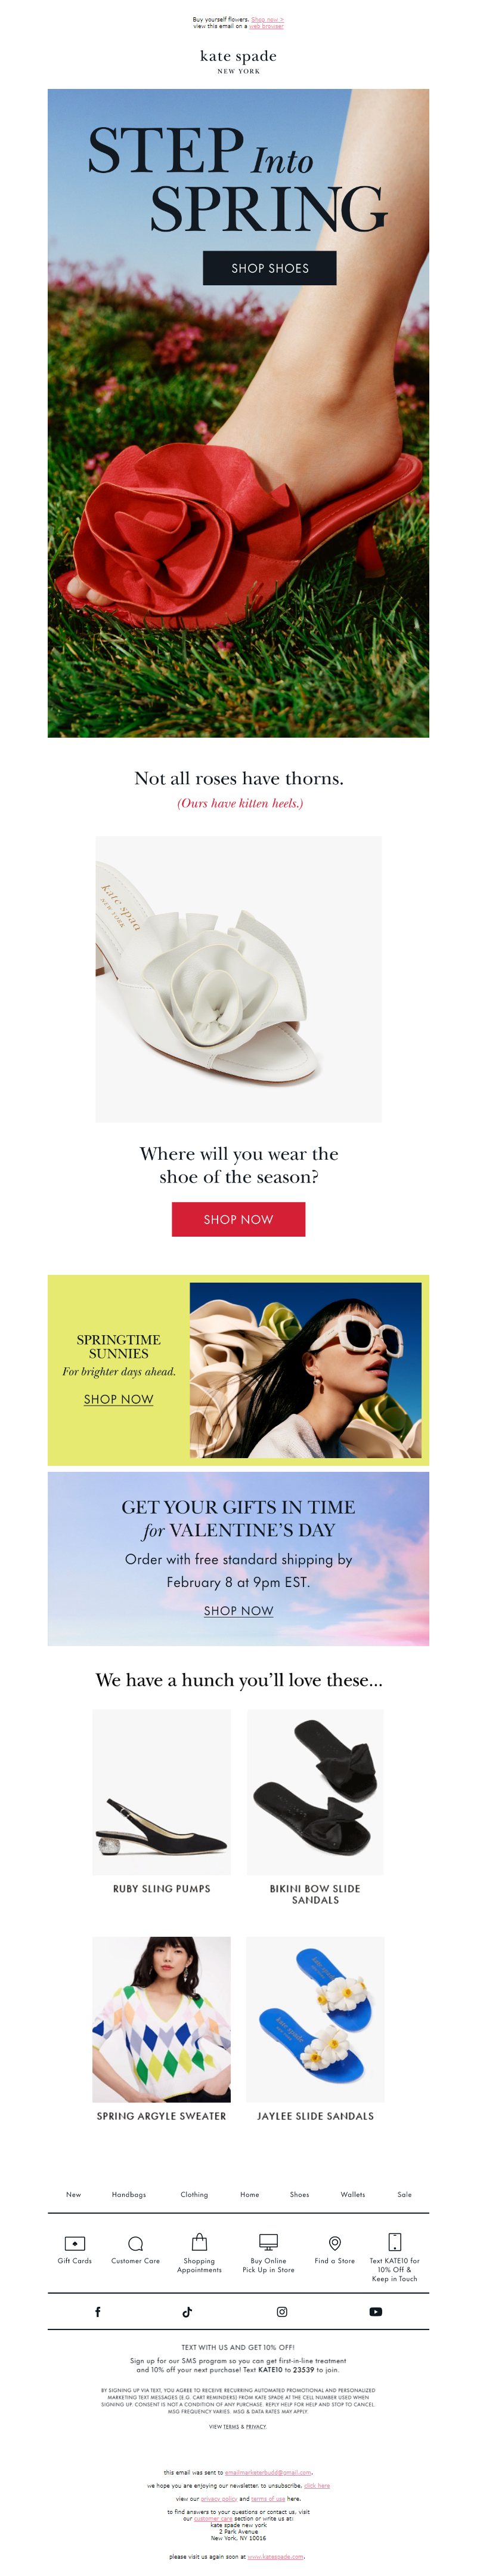 Buy yourself flowers. Shop now >
view this email on a web browser
kate spade
NEW YORK
STEP Into
SPRING
SHOP SHOES
Not all roses have thorns.
(Ours have kitten heels.)
kate spad
NEW YORK
Where will you wear the
shoe of the season?
SHOP NOW
SPRINGTIME
SUNNIES
For brighter days ahead.
SHOP NOW
GET YOUR GIFTS IN TIME
for VALENTINE'S DAY
Order with free standard shipping by
February 8 at 9pm EST.
SHOP NOW
We have a hunch you'll love these...
RUBY SLING PUMPS
BIKINI BOW SLIDE
SANDALS
SPRING ARGYLE SWEATER
JAYLEE SLIDE SANDALS
New Handbags Clothing Home Shoes Wallets Sale
Gift Cards
Customer Care
Shopping
Appointments
Buy Online
Pick Up in Store
Find a Store
Text KATE10 for
10% Off &
Keep in Touch
TEXT WITH US AND GET 10% OFF!
Sign up for our SMS program so you can get first-in-line treatment
and 10% off your next purchase! Text KATE10 to 23539 to join.
BY SIGNING UP VIA TEXT, YOU AGREE TO RECEIVE RECURRING AUTOMATED PROMOTIONAL AND PERSONALIZED
MARKETING TEXT MESSAGES (E.G. CART REMINDERS) FROM KATE SPADE AT THE CELL NUMBER USED WHEN
SIGNING UP. CONSENT IS NOT A CONDITION OF ANY PURCHASE. REPLY HELP FOR HELP AND STOP TO CANCEL.
MSG FREQUENCY VARIES. MSG & DATA RATES MAY APPLY.
VIEW TERMS & PRIVACY.
this email was sent to emailmarketerbudd@gmail.com.
we hope you are enjoying our newsletter. to unsubscribe, click here
view our privacy policy and terms of use here.
to find answers to your questions or contact us, visit
our customer care section or write us at:
kate spade new york
2 Park Avenue
New York, NY 10016
please visit us again soon at www.katespade.com.